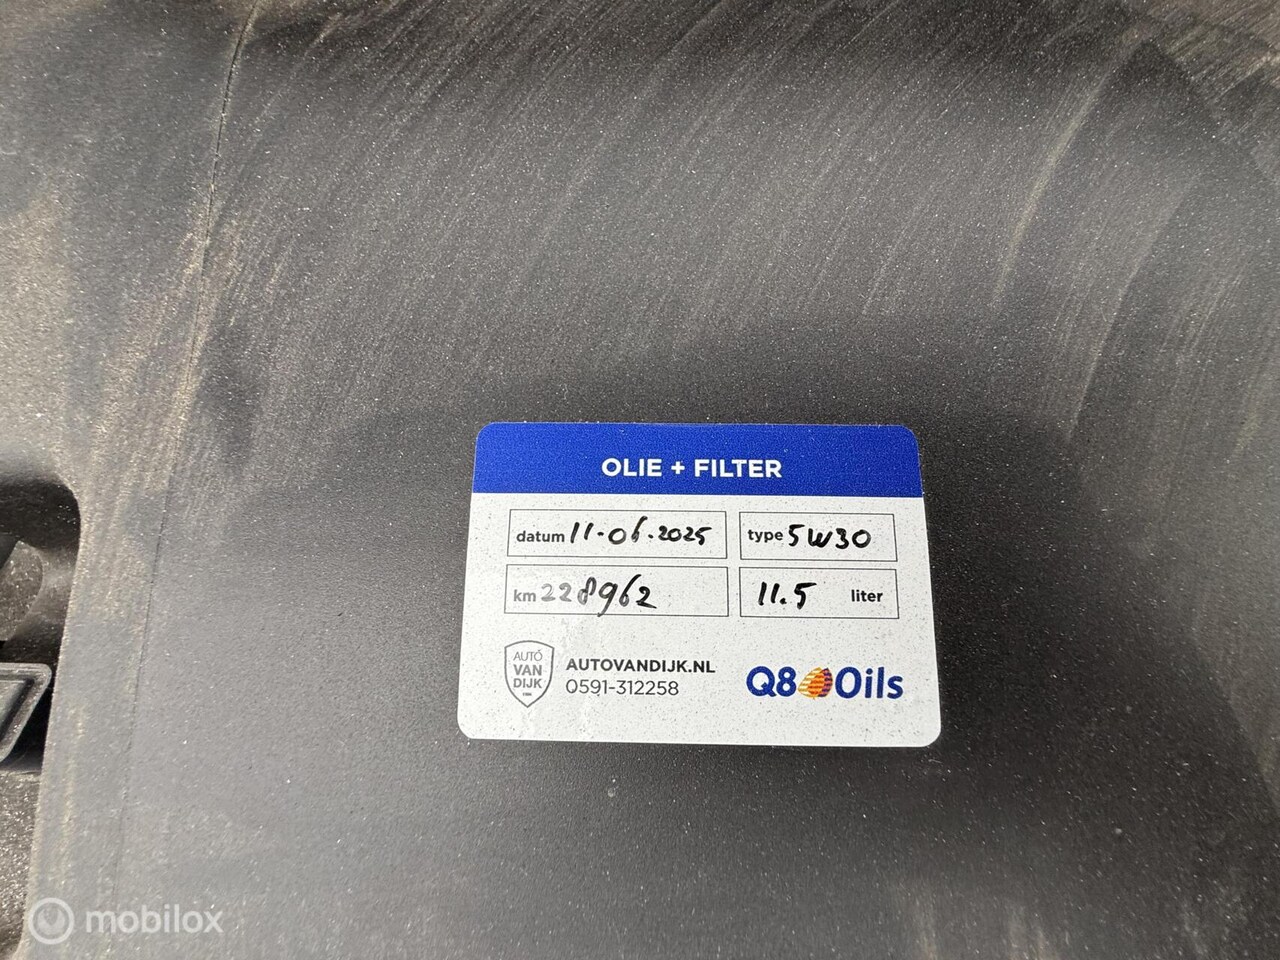 OLIE + FILTER
datum 11-06-2025 type 5W30
km 228962 11.5 liter
AUTÓ
VAN
DIJK
AUTOVANDIJK.NL
0591-312258
Q8 Oils
mobilox